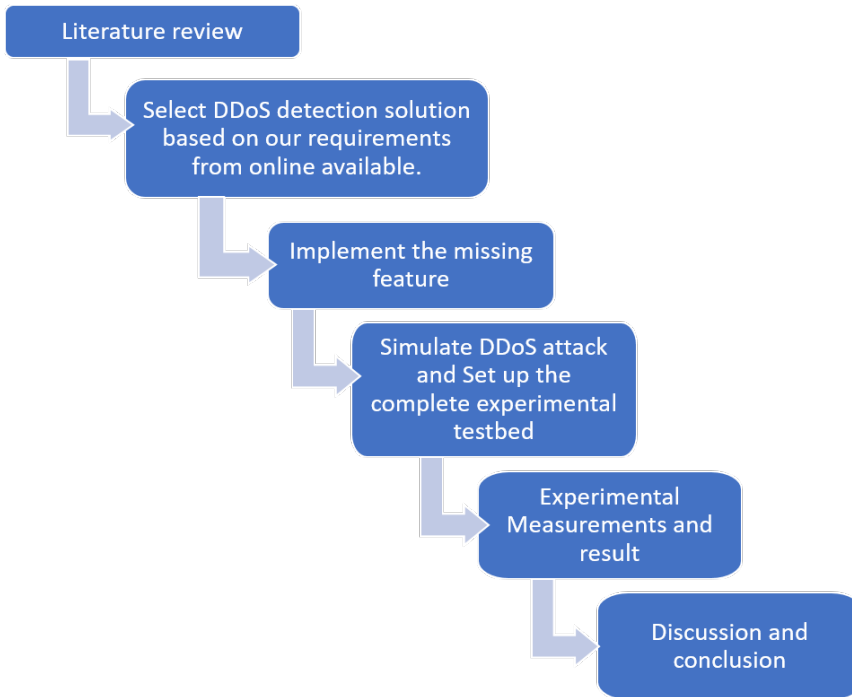 Literature review
Select DDoS detection solution
based on our requirements
from online available.
Implement the missing
feature
Simulate DDoS attack
and Set up the
complete experimental
testbed
Experimental
Measurements and
result
Discussion and
conclusion